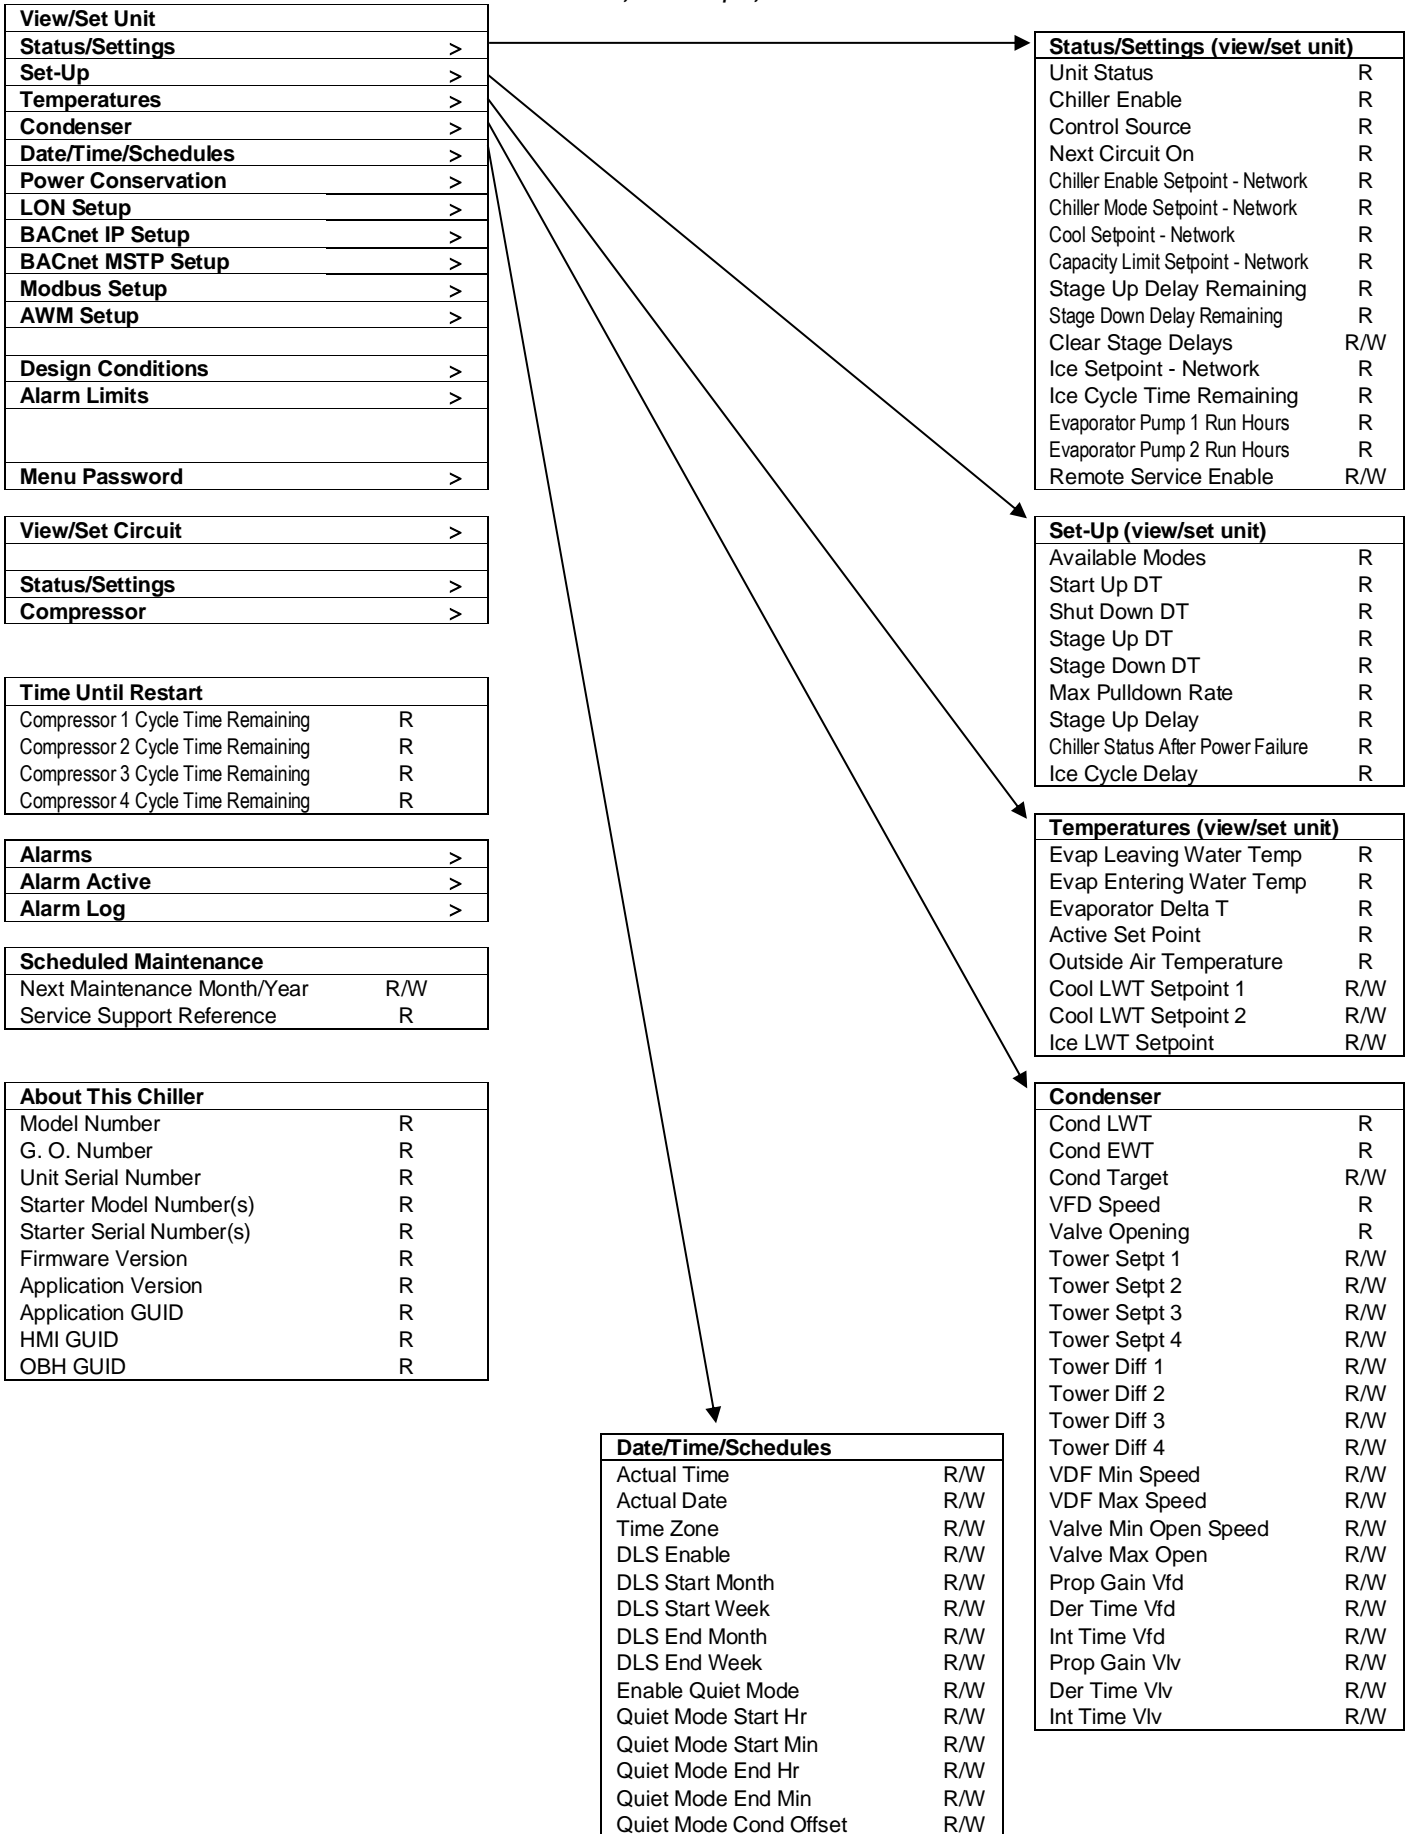 View/Set Unit
Status/Settings >
Set-Up >
Temperatures >
Condenser >
Date/Time/Schedules >
Power Conservation >
LON Setup >
BACnet IP Setup >
BACnet MSTP Setup >
Modbus Setup >
AWM Setup >
Design Conditions >
Alarm Limits >
Menu Password >
View/Set Circuit >
Status/Settings >
Compressor >
Time Until Restart
Compressor 1 Cycle Time Remaining R
Compressor 2 Cycle Time Remaining R
Compressor 3 Cycle Time Remaining R
Compressor 4 Cycle Time Remaining R
Alarms >
Alarm Active >
Alarm Log >
Scheduled Maintenance
Next Maintenance Month/Year R/W
Service Support Reference R
About This Chiller
Model Number R
G. O. Number R
Unit Serial Number R
Starter Model Number(s) R
Starter Serial Number(s) R
Firmware Version R
Application Version R
Application GUID R
HMI GUID R
OBH GUID R
Status/Settings (view/set unit)
Unit Status R
Chiller Enable R
Control Source R
Next Circuit On R
Chiller Enable Setpoint - Network R
Chiller Mode Setpoint - Network R
Cool Setpoint - Network R
Capacity Limit Setpoint - Network R
Stage Up Delay Remaining R
Stage Down Delay Remaining R
Clear Stage Delays R/W
Ice Setpoint - Network R
Ice Cycle Time Remaining R
Evaporator Pump 1 Run Hours R
Evaporator Pump 2 Run Hours R
Remote Service Enable R/W
Set-Up (view/set unit)
Available Modes R
Start Up DT R
Shut Down DT R
Stage Up DT R
Stage Down DT R
Max Pulldown Rate R
Stage Up Delay R
Chiller Status After Power Failure R
Ice Cycle Delay R
Temperatures (view/set unit)
Evap Leaving Water Temp R
Evap Entering Water Temp R
Evaporator Delta T R
Active Set Point R
Outside Air Temperature R
Cool LWT Setpoint 1 R/W
Cool LWT Setpoint 2 R/W
Ice LWT Setpoint R/W
Condenser
Cond LWT R
Cond EWT R
Cond Target R/W
VFD Speed R
Valve Opening R
Tower Setpt 1 R/W
Tower Setpt 2 R/W
Tower Setpt 3 R/W
Tower Setpt 4 R/W
Tower Diff 1 R/W
Tower Diff 2 R/W
Tower Diff 3 R/W
Tower Diff 4 R/W
VDF Min Speed R/W
VDF Max Speed R/W
Valve Min Open Speed R/W
Valve Max Open R/W
Prop Gain Vfd R/W
Der Time Vfd R/W
Int Time Vfd R/W
Prop Gain Vlv R/W
Der Time Vlv R/W
Int Time Vlv R/W
Date/Time/Schedules
Actual Time R/W
Actual Date R/W
Time Zone R/W
DLS Enable R/W
DLS Start Month R/W
DLS Start Week R/W
DLS End Month R/W
DLS End Week R/W
Enable Quiet Mode R/W
Quiet Mode Start Hr R/W
Quiet Mode Start Min R/W
Quiet Mode End Hr R/W
Quiet Mode End Min R/W
Quiet Mode Cond Offset R/W